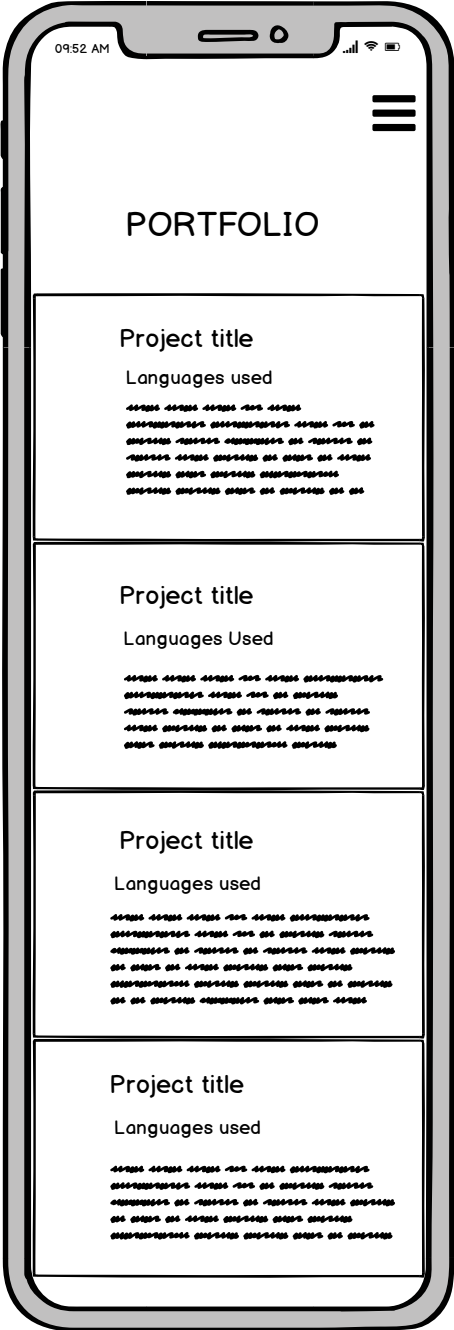 09:52 AM
PORTFOLIO
Project title
Languages used
Project title
Languages Used
Project title
Languages used
Project title
Languages used